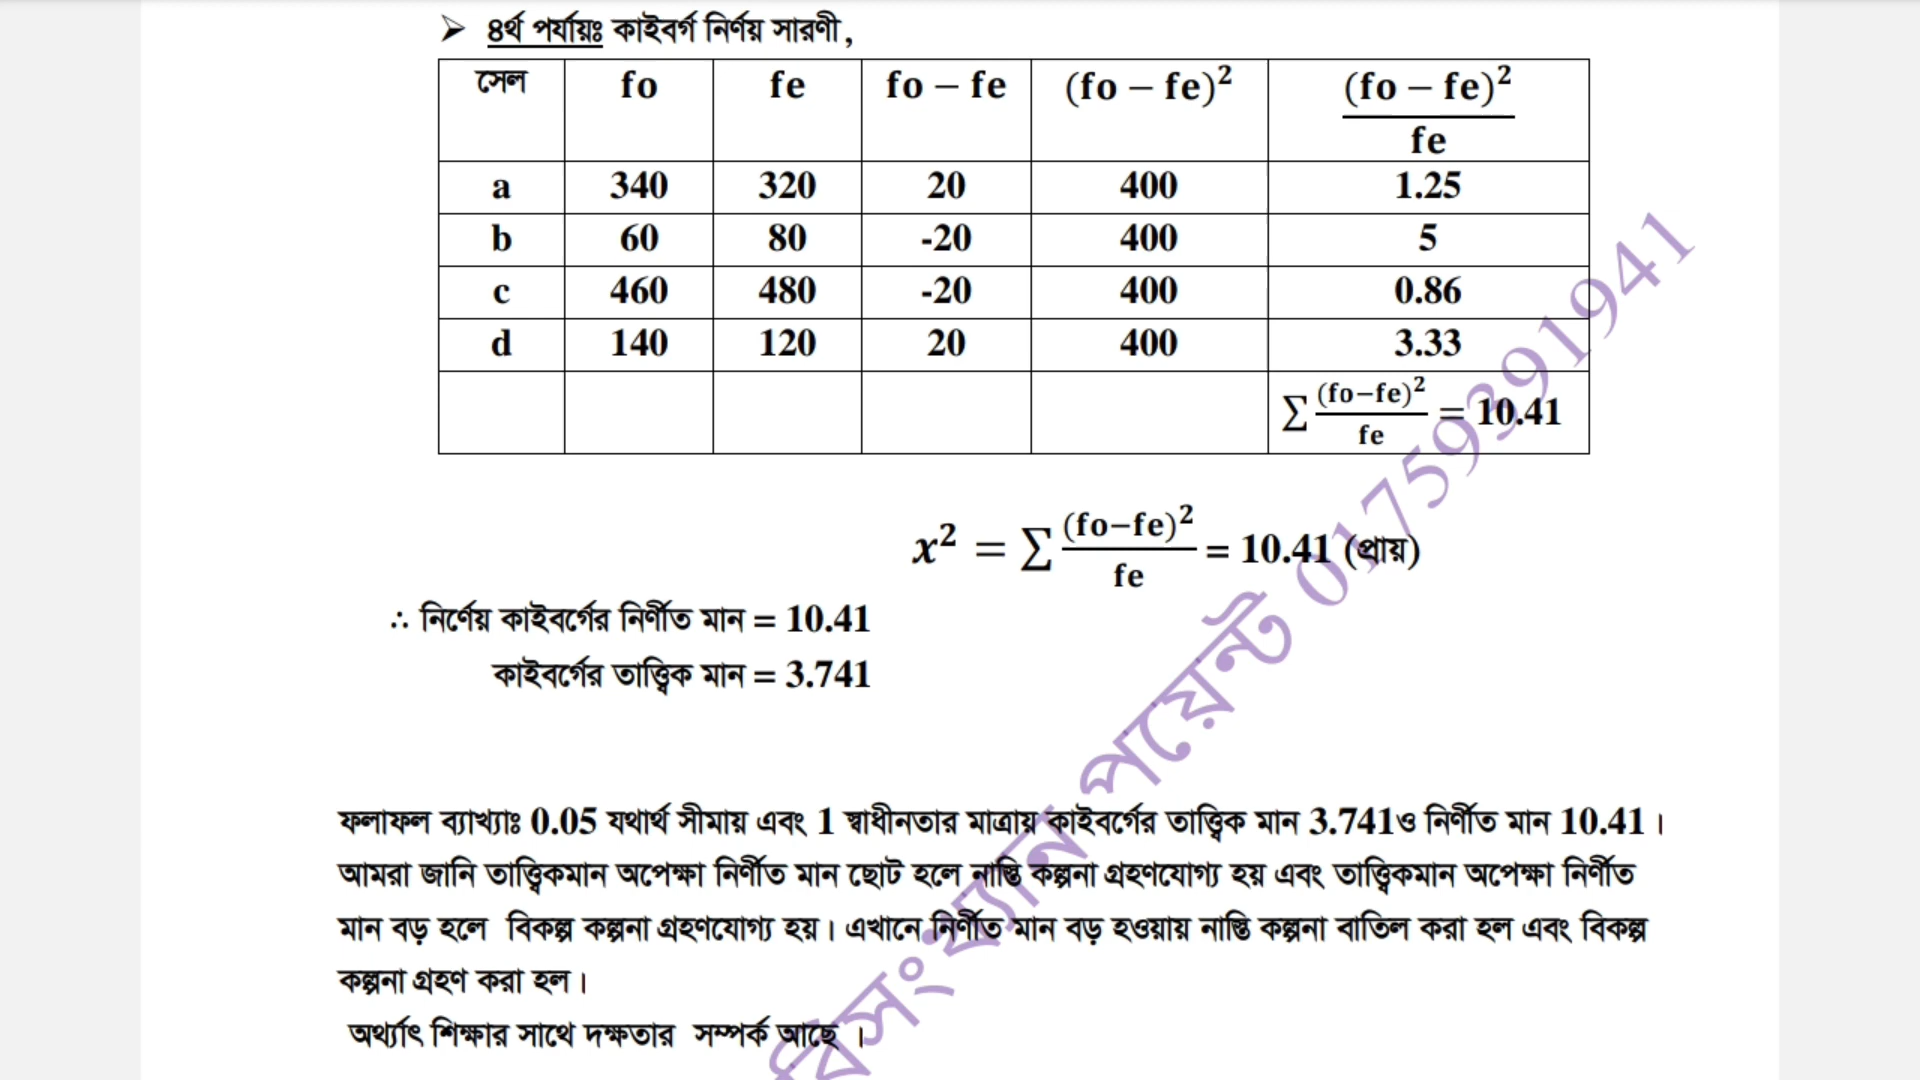 ➢ ৪র্থ পর্যায়ঃ কাইবর্গ নির্ণয় সারণী,
সেল fo fe fo − fe (fo − fe)² (fo − fe)²/fe
a 340 320 20 400 1.25
b 60 80 -20 400 5
c 460 480 -20 400 0.86
d 140 120 20 400 3.33
∑ (fo−fe)²/fe = 10.41
x² = ∑ (fo−fe)²/fe = 10.41 (প্রায়)
∴ নির্ণেয় কাইবর্গের নির্ণীত মান = 10.41
কাইবর্গের তাত্ত্বিক মান = 3.741
ফলাফল ব্যাখ্যাঃ 0.05 যথার্থ সীমায় এবং 1 স্বাধীনতার মাত্রায় কাইবর্গের তাত্ত্বিক মান 3.741ও নির্ণীত মান 10.41।
আমরা জানি তাত্ত্বিকমান অপেক্ষা নির্ণীত মান ছোট হলে নাস্তি কল্পনা গ্রহণযোগ্য হয় এবং তাত্ত্বিকমান অপেক্ষা নির্ণীত
মান বড় হলে বিকল্প কল্পনা গ্রহণযোগ্য হয়। এখানে নির্ণীত মান বড় হওয়ায় নাস্তি কল্পনা বাতিল করা হল এবং বিকল্প
কল্পনা গ্রহণ করা হল।
অর্থ্যাৎ শিক্ষার সাথে দক্ষতার সম্পর্ক আছে ।
বিসংখ্যান পয়েন্ট 01759391941